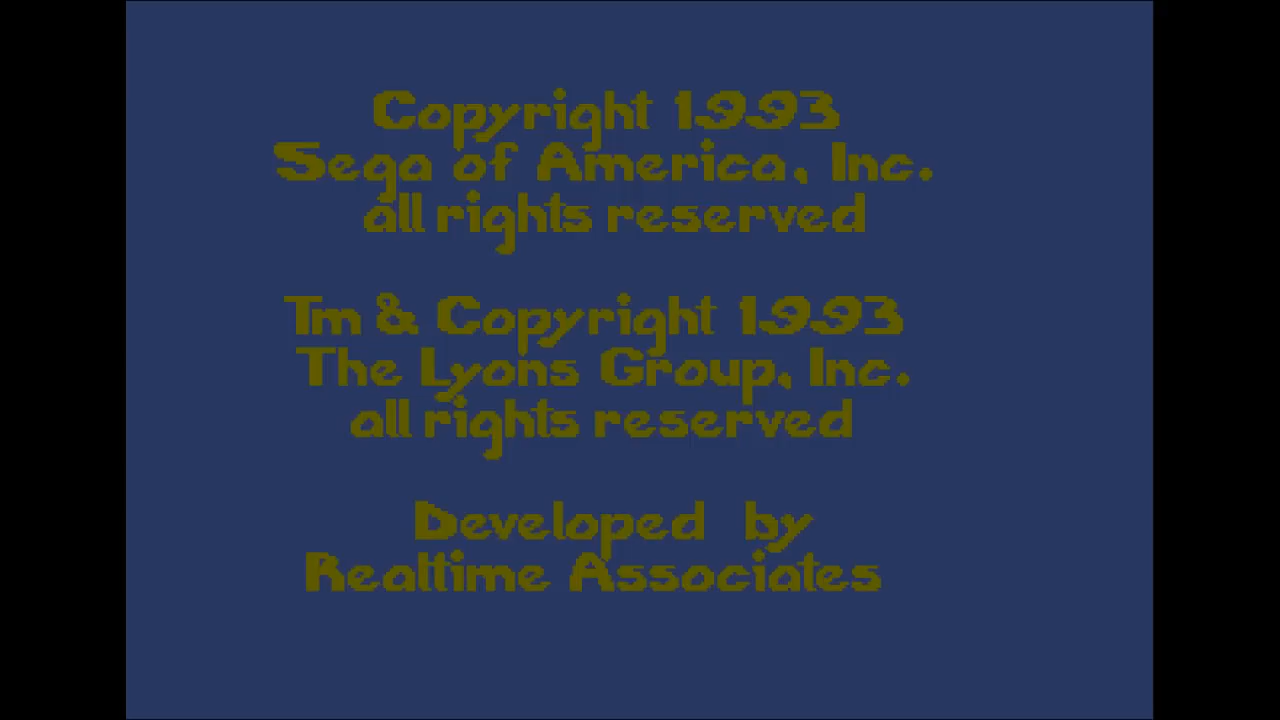 Copyright 1993
Sega of America, Inc.
all rights reserved
Tm & Copyright 1993
The Lyons Group, Inc.
all rights reserved
Developed by
Realtime Associates